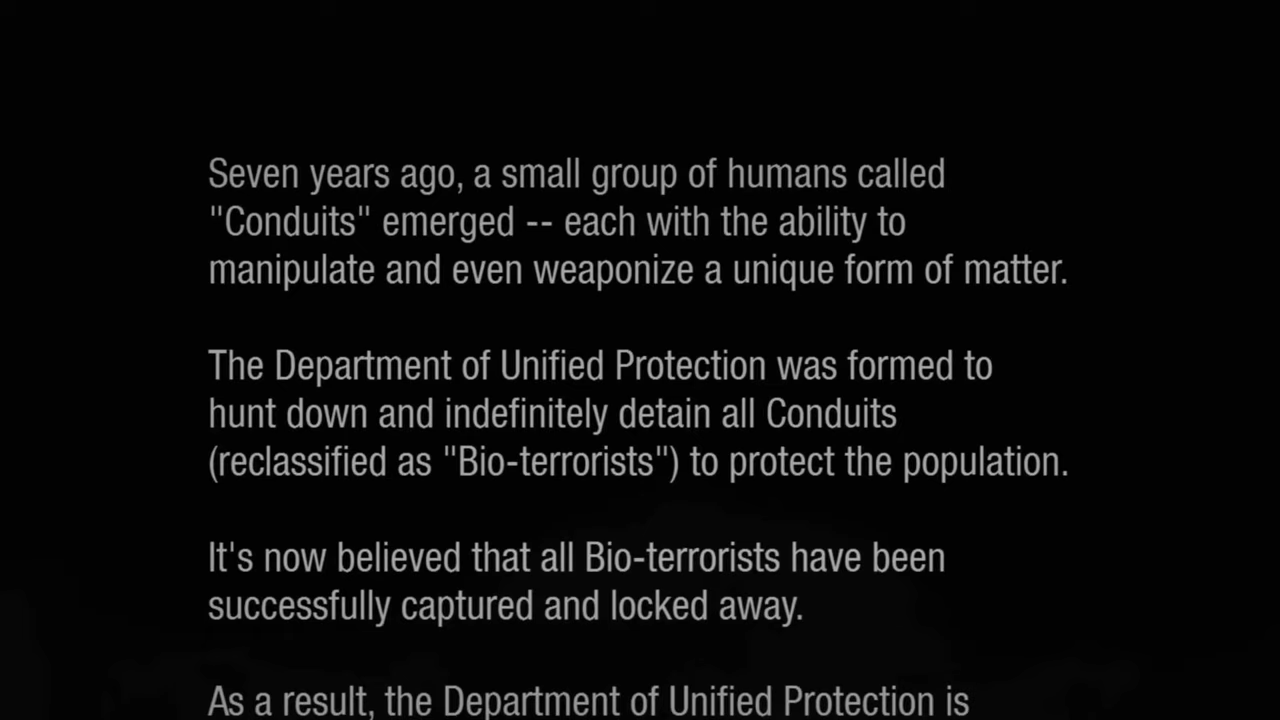 Seven years ago, a small group of humans called
"Conduits" emerged -- each with the ability to
manipulate and even weaponize a unique form of matter.
The Department of Unified Protection was formed to
hunt down and indefinitely detain all Conduits
(reclassified as "Bio-terrorists") to protect the population.
It's now believed that all Bio-terrorists have been
successfully captured and locked away.
As a result, the Department of Unified Protection is